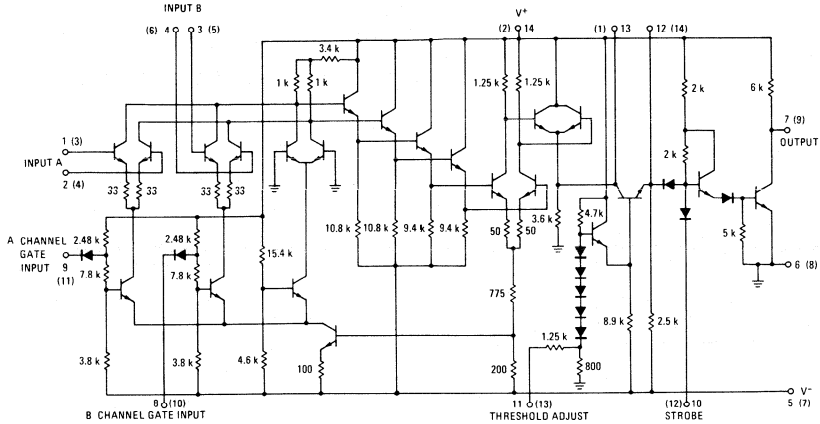 INPUT B
(6) 4
3 (5)
V+
(2) 14
(1) 13
12 (14)
3.4 k
1 k
1 k
1.25 k
1.25 k
2 k
6 k
7 (9)
OUTPUT
1 (3)
INPUT A
2 (4)
2 k
33
33
33
33
10.8 k
10.8 k
9.4 k
9.4 k
50
50
3.6 k
4.7k
5 k
6 (8)
A CHANNEL
GATE
INPUT
9
(11)
2.48 k
2.48 k
7.8 k
7.8 k
15.4 k
775
8.9 k
2.5 k
1.25 k
3.8 k
3.8 k
4.6 k
100
200
800
V-
5 (7)
8 (10)
B CHANNEL GATE INPUT
11 (13)
THRESHOLD ADJUST
(12) 10
STROBE